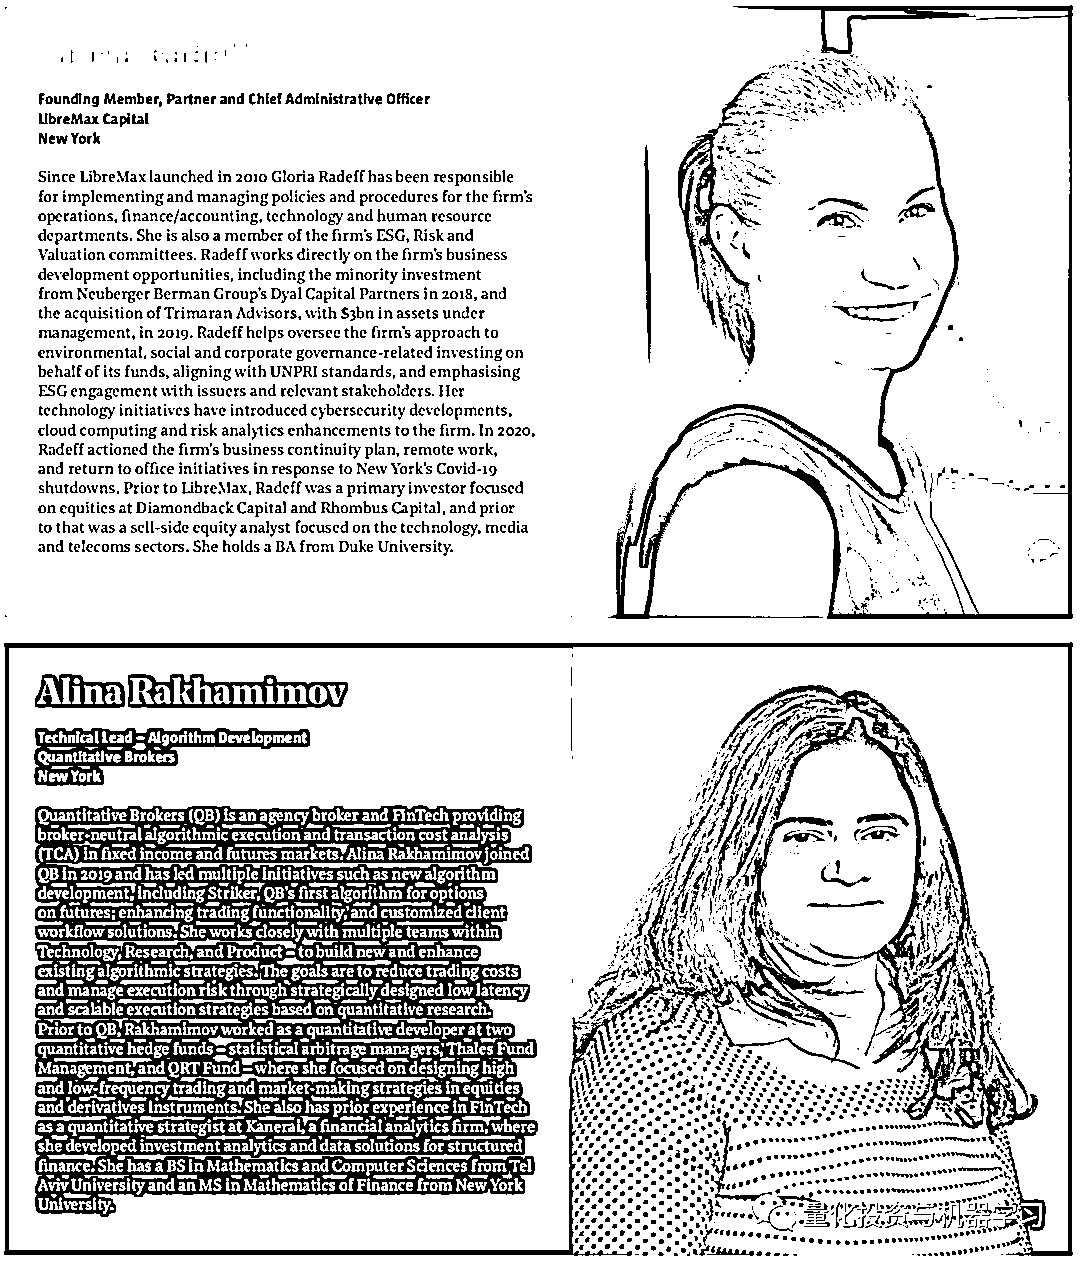 Founding Member, Partner and Chief Administrative Officer
LibreMax Capital
New York
Since LibreMax launched in 2010 Gloria Radeff has been responsible
for implementing and managing policies and procedures for the firm's
operations, finance/accounting, technology and human resource
departments. She is also a member of the firm's ESG, Risk and
Valuation committees. Radeff works directly on the firm's business
development opportunities, including the minority investment
from Neuberger Berman Group's Dyal Capital Partners in 2018, and
the acquisition of Trimaran Advisors, with $3bn in assets under
management, in 2019. Radeff helps oversee the firm's approach to
environmental, social and corporate governance-related investing on
behalf of its funds, aligning with UNPRI standards, and emphasising
ESG engagement with issuers and relevant stakeholders. Her
technology initiatives have introduced cybersecurity developments,
cloud computing and risk analytics enhancements to the firm. In 2020,
Radeff actioned the firm's business continuity plan, remote work,
and return to office initiatives in response to New York's Covid-19
shutdowns. Prior to LibreMax, Radeff was a primary investor focused
on equities at Diamondback Capital and Rhombus Capital, and prior
to that was a sell-side equity analyst focused on the technology, media
and telecoms sectors. She holds a BA from Duke University.
Alina Rakhamimov
Technical Lead – Algorithm Development
Quantitative Brokers
New York
Quantitative Brokers (QB) is an agency broker and FinTech providing
broker-neutral algorithmic execution and transaction cost analysis
(TCA) in fixed income and futures markets. Alina Rakhamimov joined
QB in 2019 and has led multiple initiatives such as new algorithm
development, including Striker, QB's first algorithm for options
on futures; enhancing trading functionality; and customized client
workflow solutions. She works closely with multiple teams within
Technology, Research, and Product – to build new and enhance
existing algorithmic strategies. The goals are to reduce trading costs
and manage execution risk through strategically designed low latency
and scalable execution strategies based on quantitative research.
Prior to QB, Rakhamimov worked as a quantitative developer at two
quantitative hedge funds – statistical arbitrage managers, Thales Fund
Management, and QRT Fund – where she focused on designing high
and low-frequency trading and market-making strategies in equities
and derivatives instruments. She also has prior experience in FinTech
as a quantitative strategist at Kaneral, a financial analytics firm, where
she developed investment analytics and data solutions for structured
finance. She has a BS in Mathematics and Computer Sciences from Tel
Aviv University and an MS in Mathematics of Finance from New York
University.
量化投资与机器学习